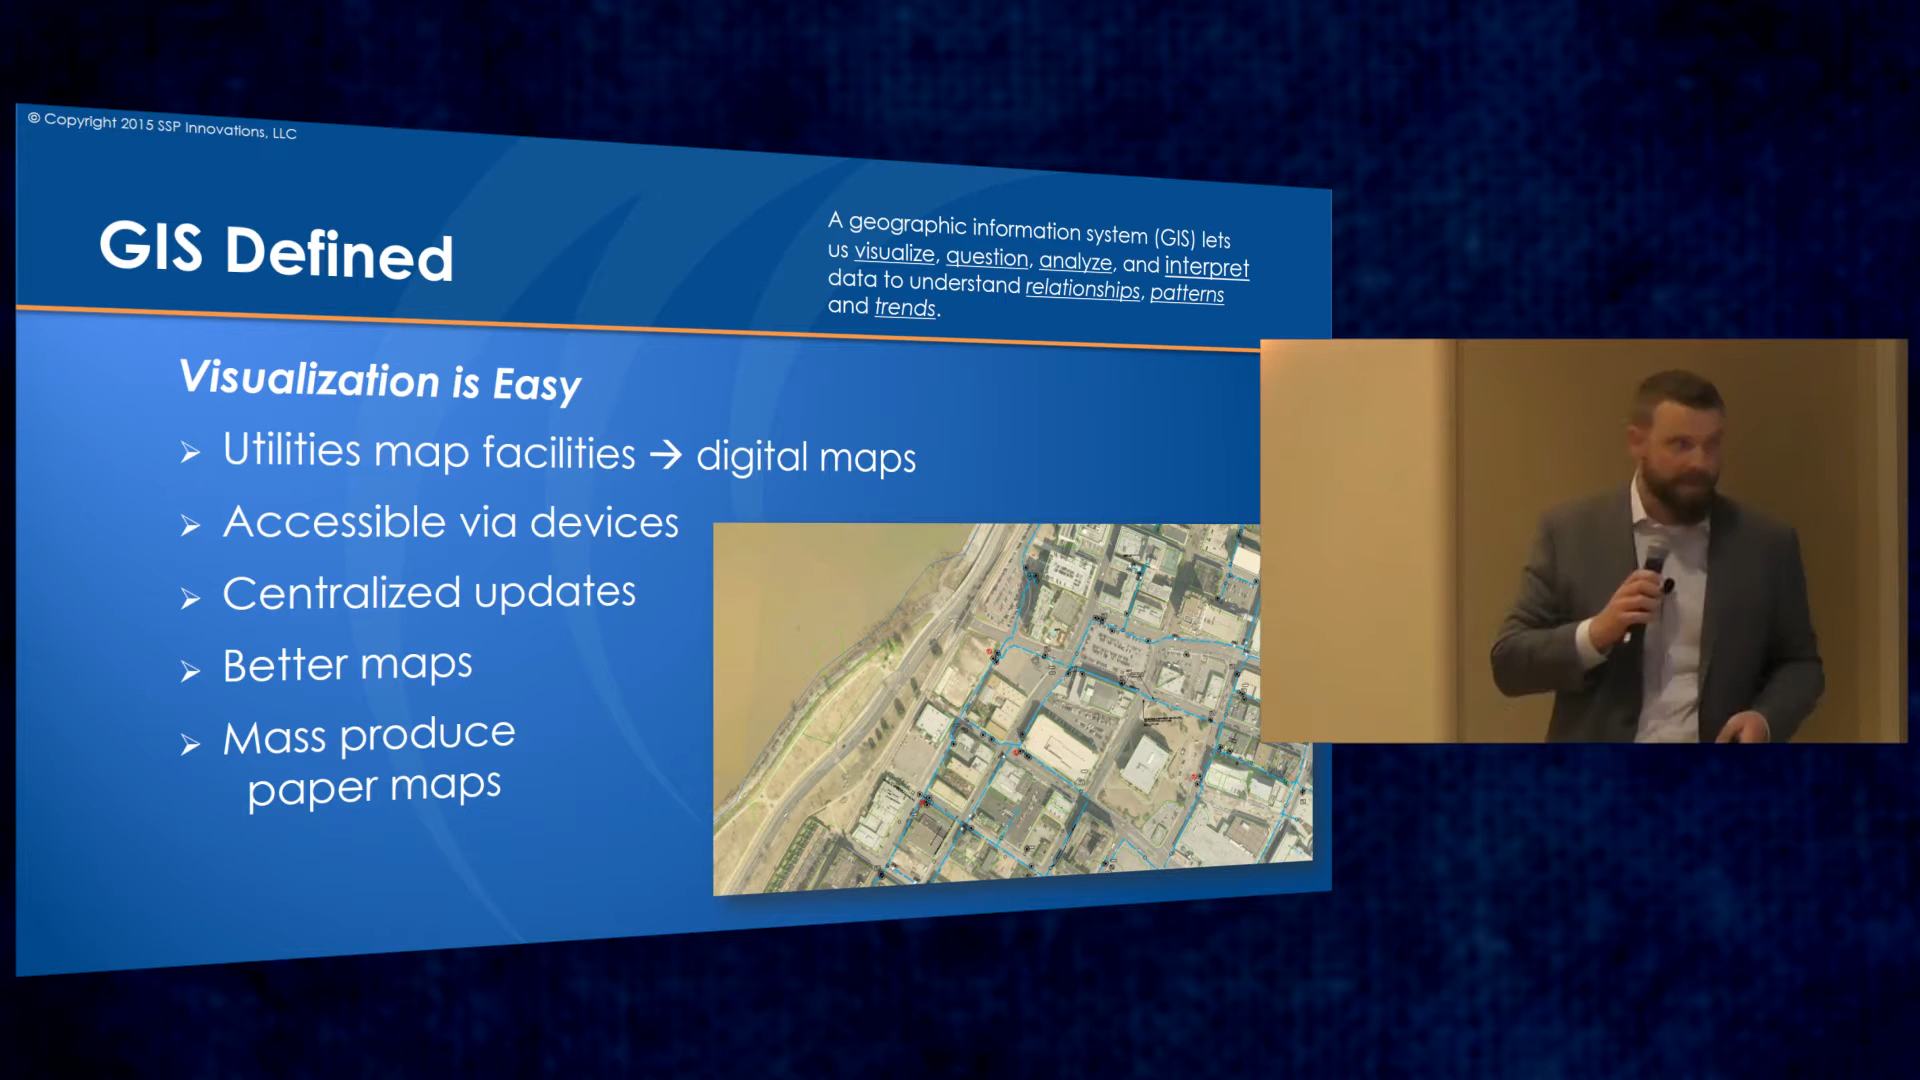 © Copyright 2015 SSP Innovations, LLC
GIS Defined
A geographic information system (GIS) lets
us visualize, question, analyze, and interpret
data to understand relationships, patterns
and trends.
Visualization is Easy
➢ Utilities map facilities → digital maps
➢ Accessible via devices
➢ Centralized updates
➢ Better maps
➢ Mass produce
paper maps